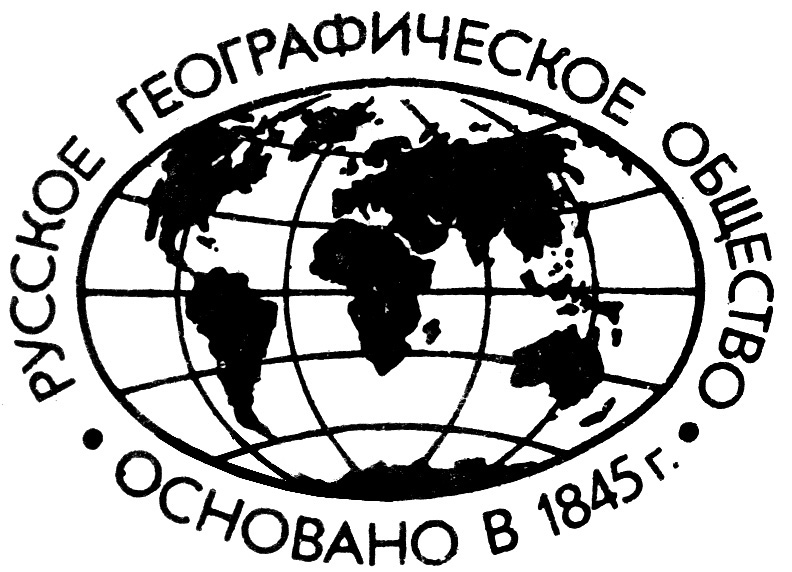 РУССКОЕ ГЕОГРАФИЧЕСКОЕ ОБЩЕСТВО
• ОСНОВАНО В 1845 г. •